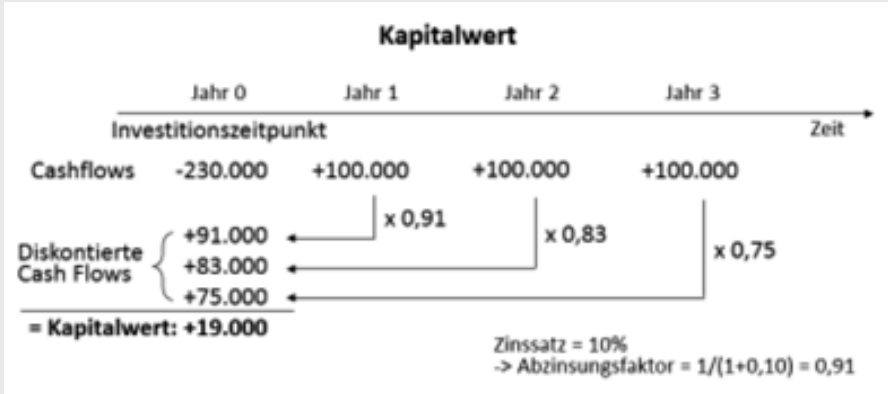 Kapitalwert
Jahr 0 Jahr 1 Jahr 2 Jahr 3
Investitionszeitpunkt Zeit
Cashflows -230.000 +100.000 +100.000 +100.000
x 0,91
+91.000
x 0,83
Diskontierte
Cash Flows
+83.000
x 0,75
+75.000
= Kapitalwert: +19.000
Zinssatz = 10%
-> Abzinsungsfaktor = 1/(1+0,10) = 0,91